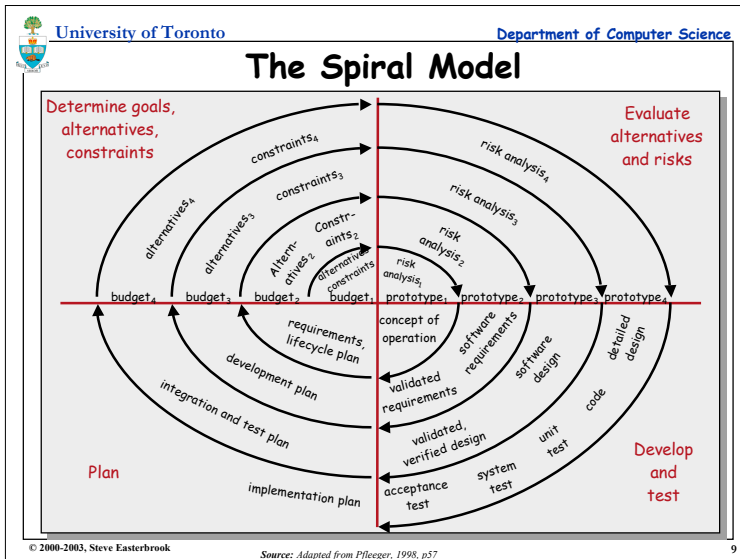 University of Toronto
Department of Computer Science
The Spiral Model
Determine goals,
alternatives,
constraints
Evaluate
alternatives
and risks
alternatives₄
constraints₄
risk analysis₄
alternatives₃
constraints₃
risk analysis₃
Altern-
atives₂
Constr-
aints₂
risk
analysis₂
alternatives
constraints
risk
analysis₁
budget₄
budget₃
budget₂
budget₁
prototype₁
prototype₂
prototype₃
prototype₄
requirements,
lifecycle plan
concept of
operation
software
requirements
software
design
detailed
design
development plan
validated
requirements
integration and test plan
validated,
verified design
code
unit
test
system
test
acceptance
test
implementation plan
Plan
Develop
and
test
© 2000-2003, Steve Easterbrook
Source: Adapted from Pfleeger, 1998, p57
9